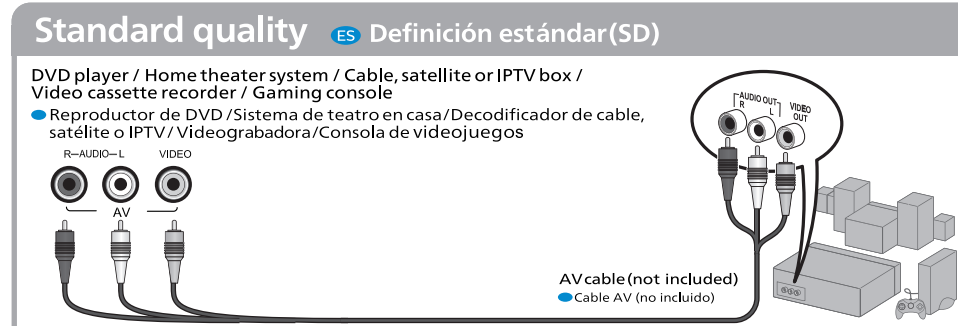 Standard quality ES Definición estándar(SD)
DVD player / Home theater system / Cable, satellite or IPTV box /
Video cassette recorder / Gaming console
Reproductor de DVD /Sistema de teatro en casa/Decodificador de cable,
satélite o IPTV/ Videograbadora/Consola de videojuegos
R-AUDIO-L VIDEO
AV
AUDIO OUT
R L
VIDEO
OUT
AV cable(not included)
Cable AV (no incluido)